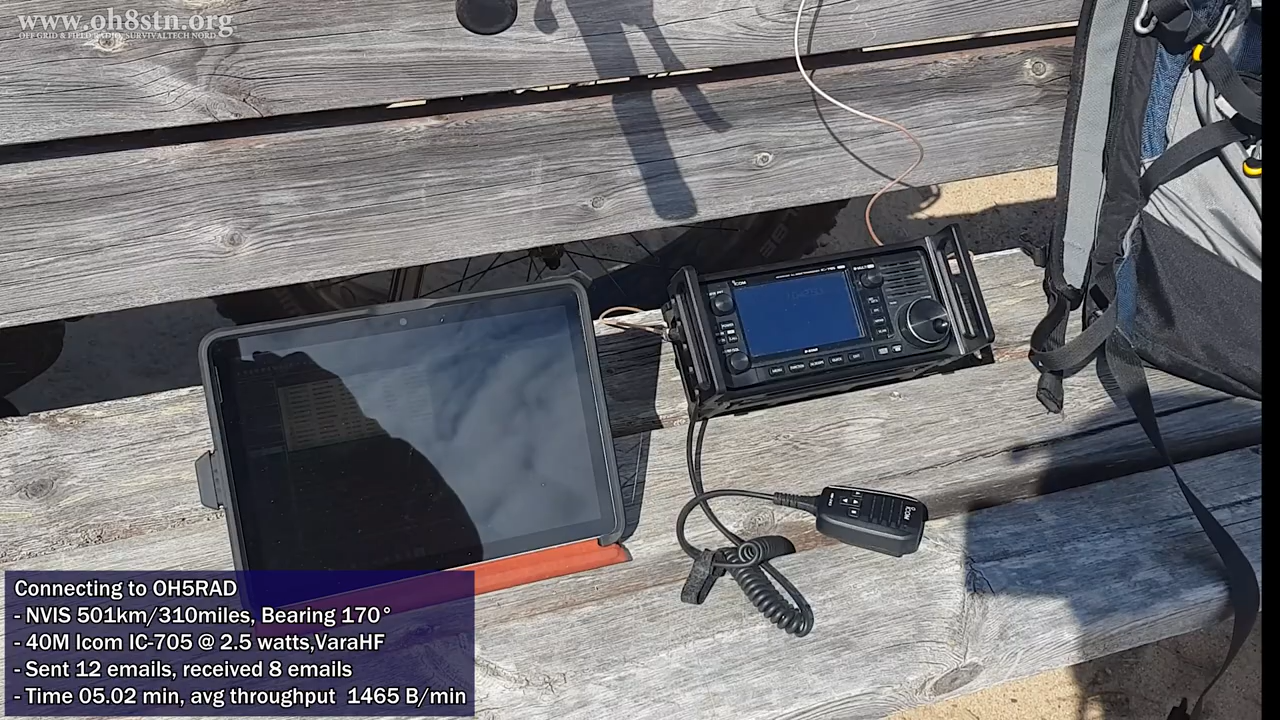 www.oh8stn.org
OFF GRID & FIELD RADIO, SURVIVALTECH NORD
ICOM
IC-705
ICOM
Connecting to OH5RAD
- NVIS 501km/310miles, Bearing 170°
- 40M Icom IC-705 @ 2.5 watts,VaraHF
- Sent 12 emails, received 8 emails
- Time 05.02 min, avg throughput 1465 B/min